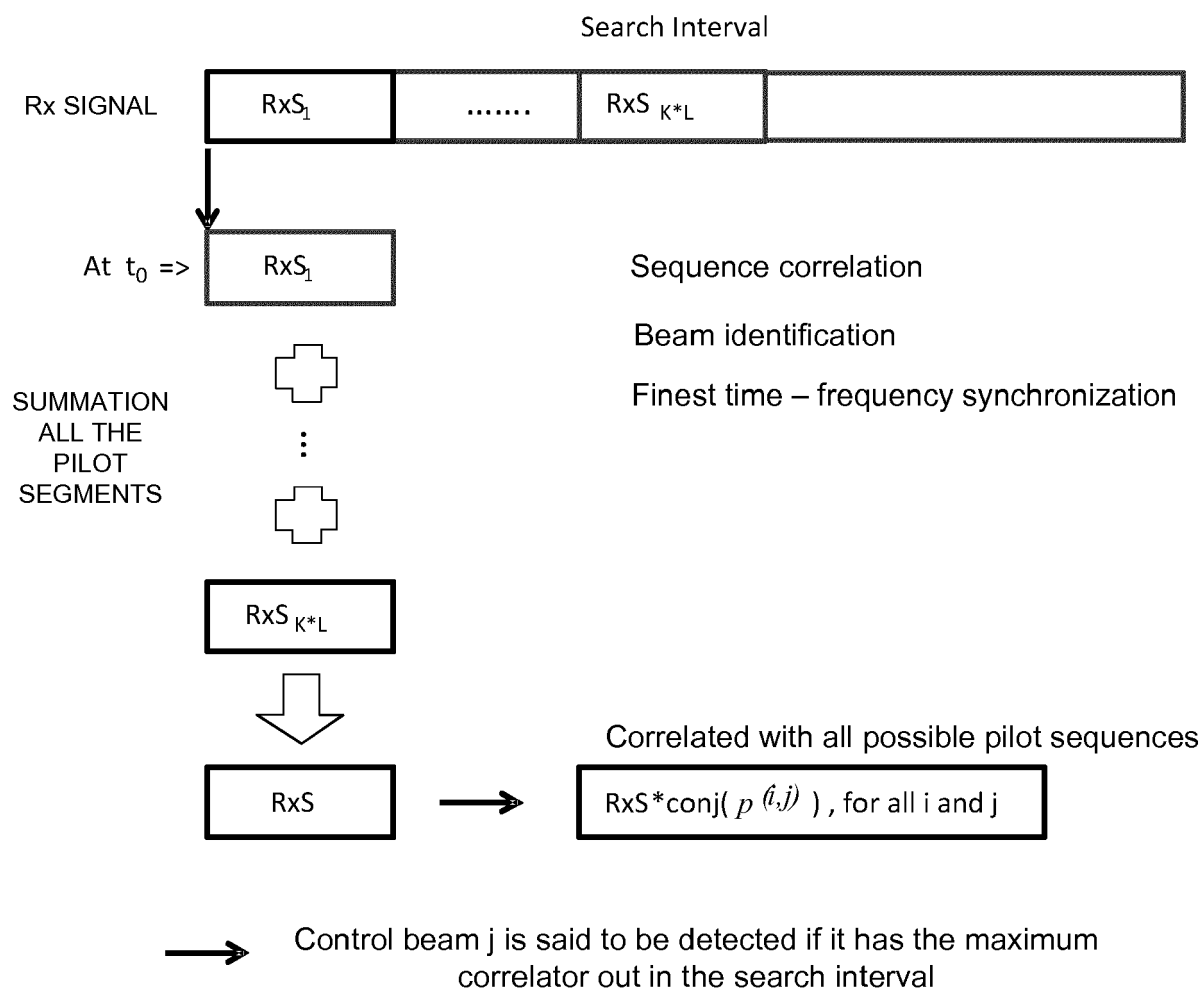 Search Interval
Rx SIGNAL
RxS1
.......
RxS K*L
At t0 =>
RxS1
Sequence correlation
Beam identification
Finest time – frequency synchronization
SUMMATION
ALL THE
PILOT
SEGMENTS
RxS K*L
Correlated with all possible pilot sequences
RxS
RxS*conj( p (i,j) ) , for all i and j
Control beam j is said to be detected if it has the maximum
correlator out in the search interval